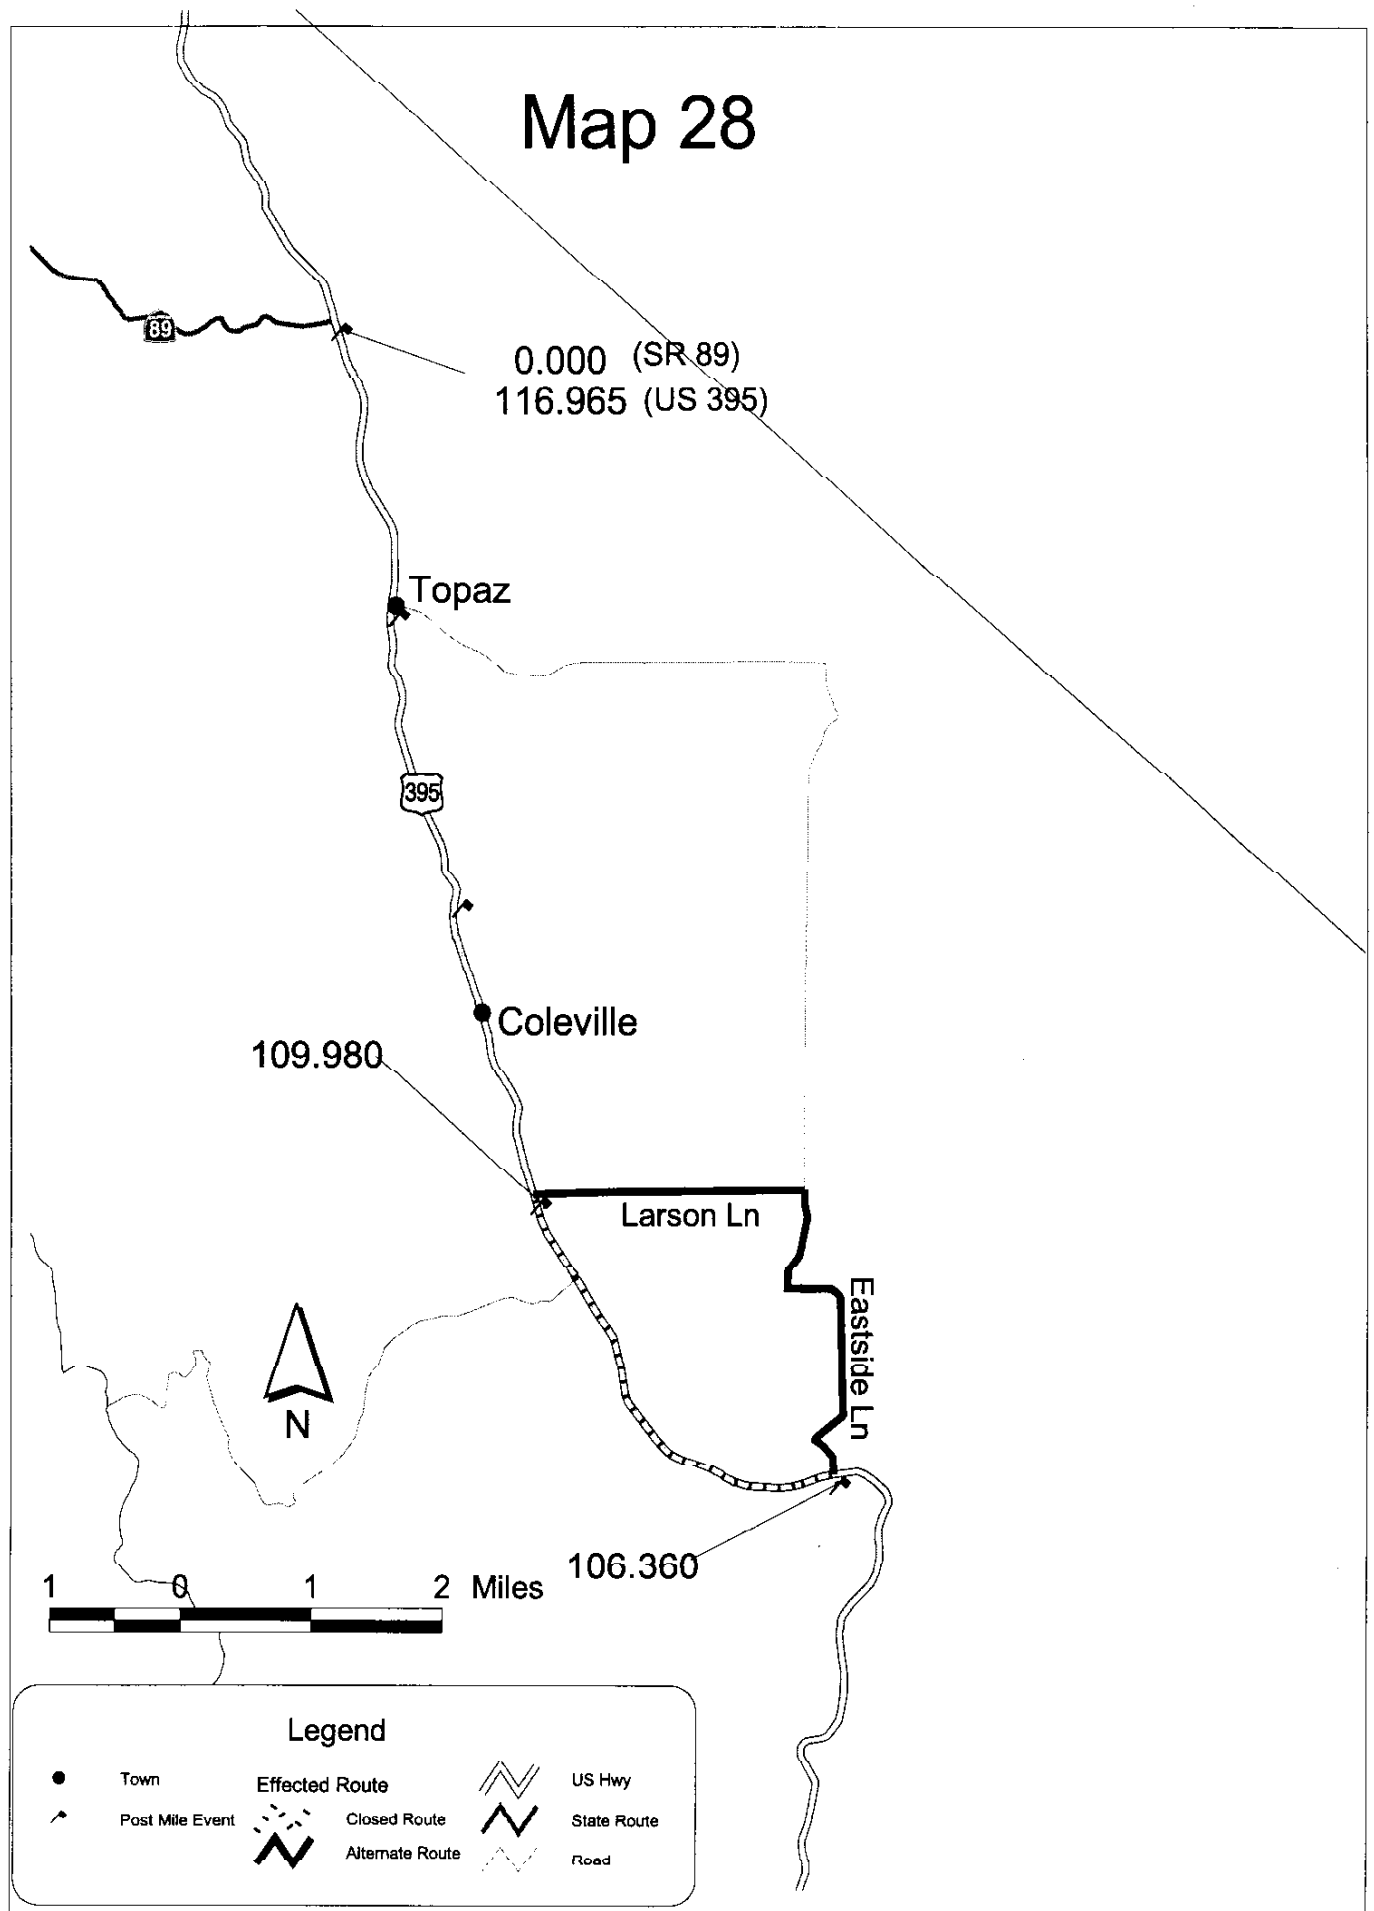 Map 28
89
0.000 (SR 89)
116.965 (US 395)
Topaz
395
Coleville
109.980
Larson Ln
Eastside Ln
N
106.360
1 0 1 2 Miles
Legend
Town
Effected Route
US Hwy
Post Mile Event
Closed Route
State Route
Alternate Route
Road